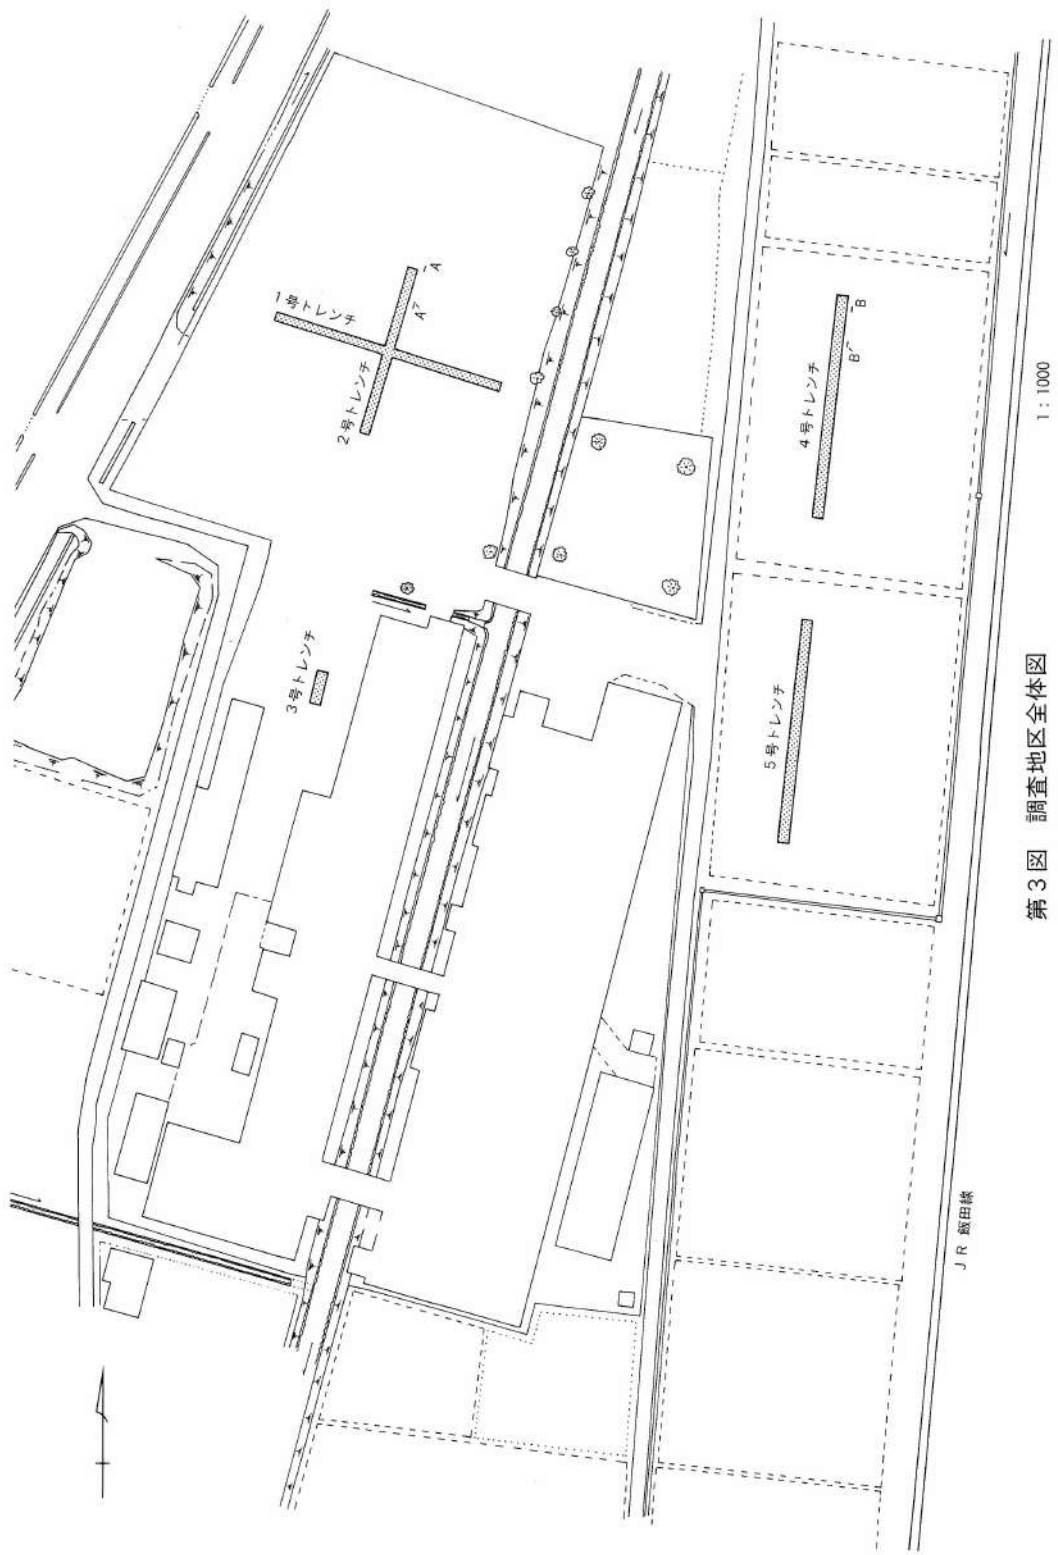 1号トレンチ
2号トレンチ
A
A'
3号トレンチ
4号トレンチ
B
B'
5号トレンチ
JR 飯田線
1:1000
第3図 調査地区全体図